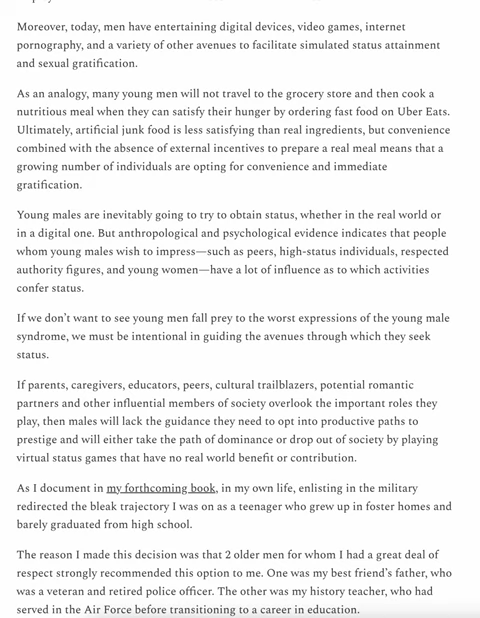 Moreover, today, men have entertaining digital devices, video games, internet
pornography, and a variety of other avenues to facilitate simulated status attainment
and sexual gratification.
As an analogy, many young men will not travel to the grocery store and then cook a
nutritious meal when they can satisfy their hunger by ordering fast food on Uber Eats.
Ultimately, artificial junk food is less satisfying than real ingredients, but convenience
combined with the absence of external incentives to prepare a real meal means that a
growing number of individuals are opting for convenience and immediate
gratification.
Young males are inevitably going to try to obtain status, whether in the real world or
in a digital one. But anthropological and psychological evidence indicates that people
whom young males wish to impress—such as peers, high-status individuals, respected
authority figures, and young women—have a lot of influence as to which activities
confer status.
If we don’t want to see young men fall prey to the worst expressions of the young male
syndrome, we must be intentional in guiding the avenues through which they seek
status.
If parents, caregivers, educators, peers, cultural trailblazers, potential romantic
partners and other influential members of society overlook the important roles they
play, then males will lack the guidance they need to opt into productive paths to
prestige and will either take the path of dominance or drop out of society by playing
virtual status games that have no real world benefit or contribution.
As I document in my forthcoming book, in my own life, enlisting in the military
redirected the bleak trajectory I was on as a teenager who grew up in foster homes and
barely graduated from high school.
The reason I made this decision was that 2 older men for whom I had a great deal of
respect strongly recommended this option to me. One was my best friend’s father, who
was a veteran and retired police officer. The other was my history teacher, who had
served in the Air Force before transitioning to a career in education.